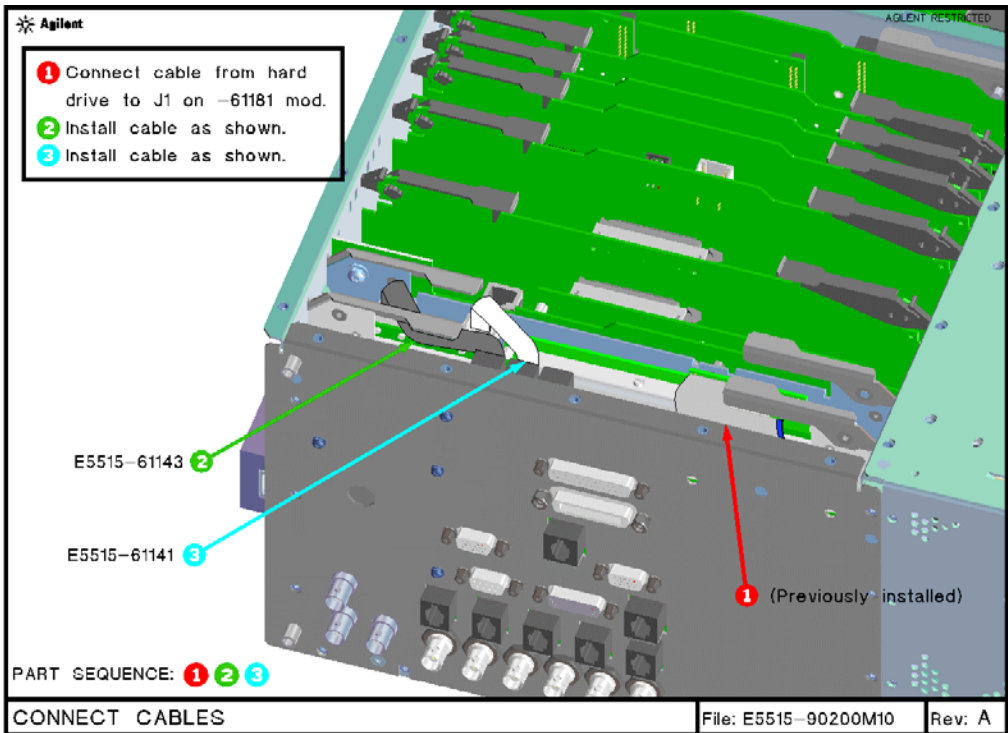 Agilent
AGILENT RESTRICTED
1 Connect cable from hard
drive to J1 on -61181 mod.
2 Install cable as shown.
3 Install cable as shown.
E5515-61143 2
E5515-61141 3
1 (Previously installed)
PART SEQUENCE: 1 2 3
CONNECT CABLES
File: E5515-90200M10
Rev: A